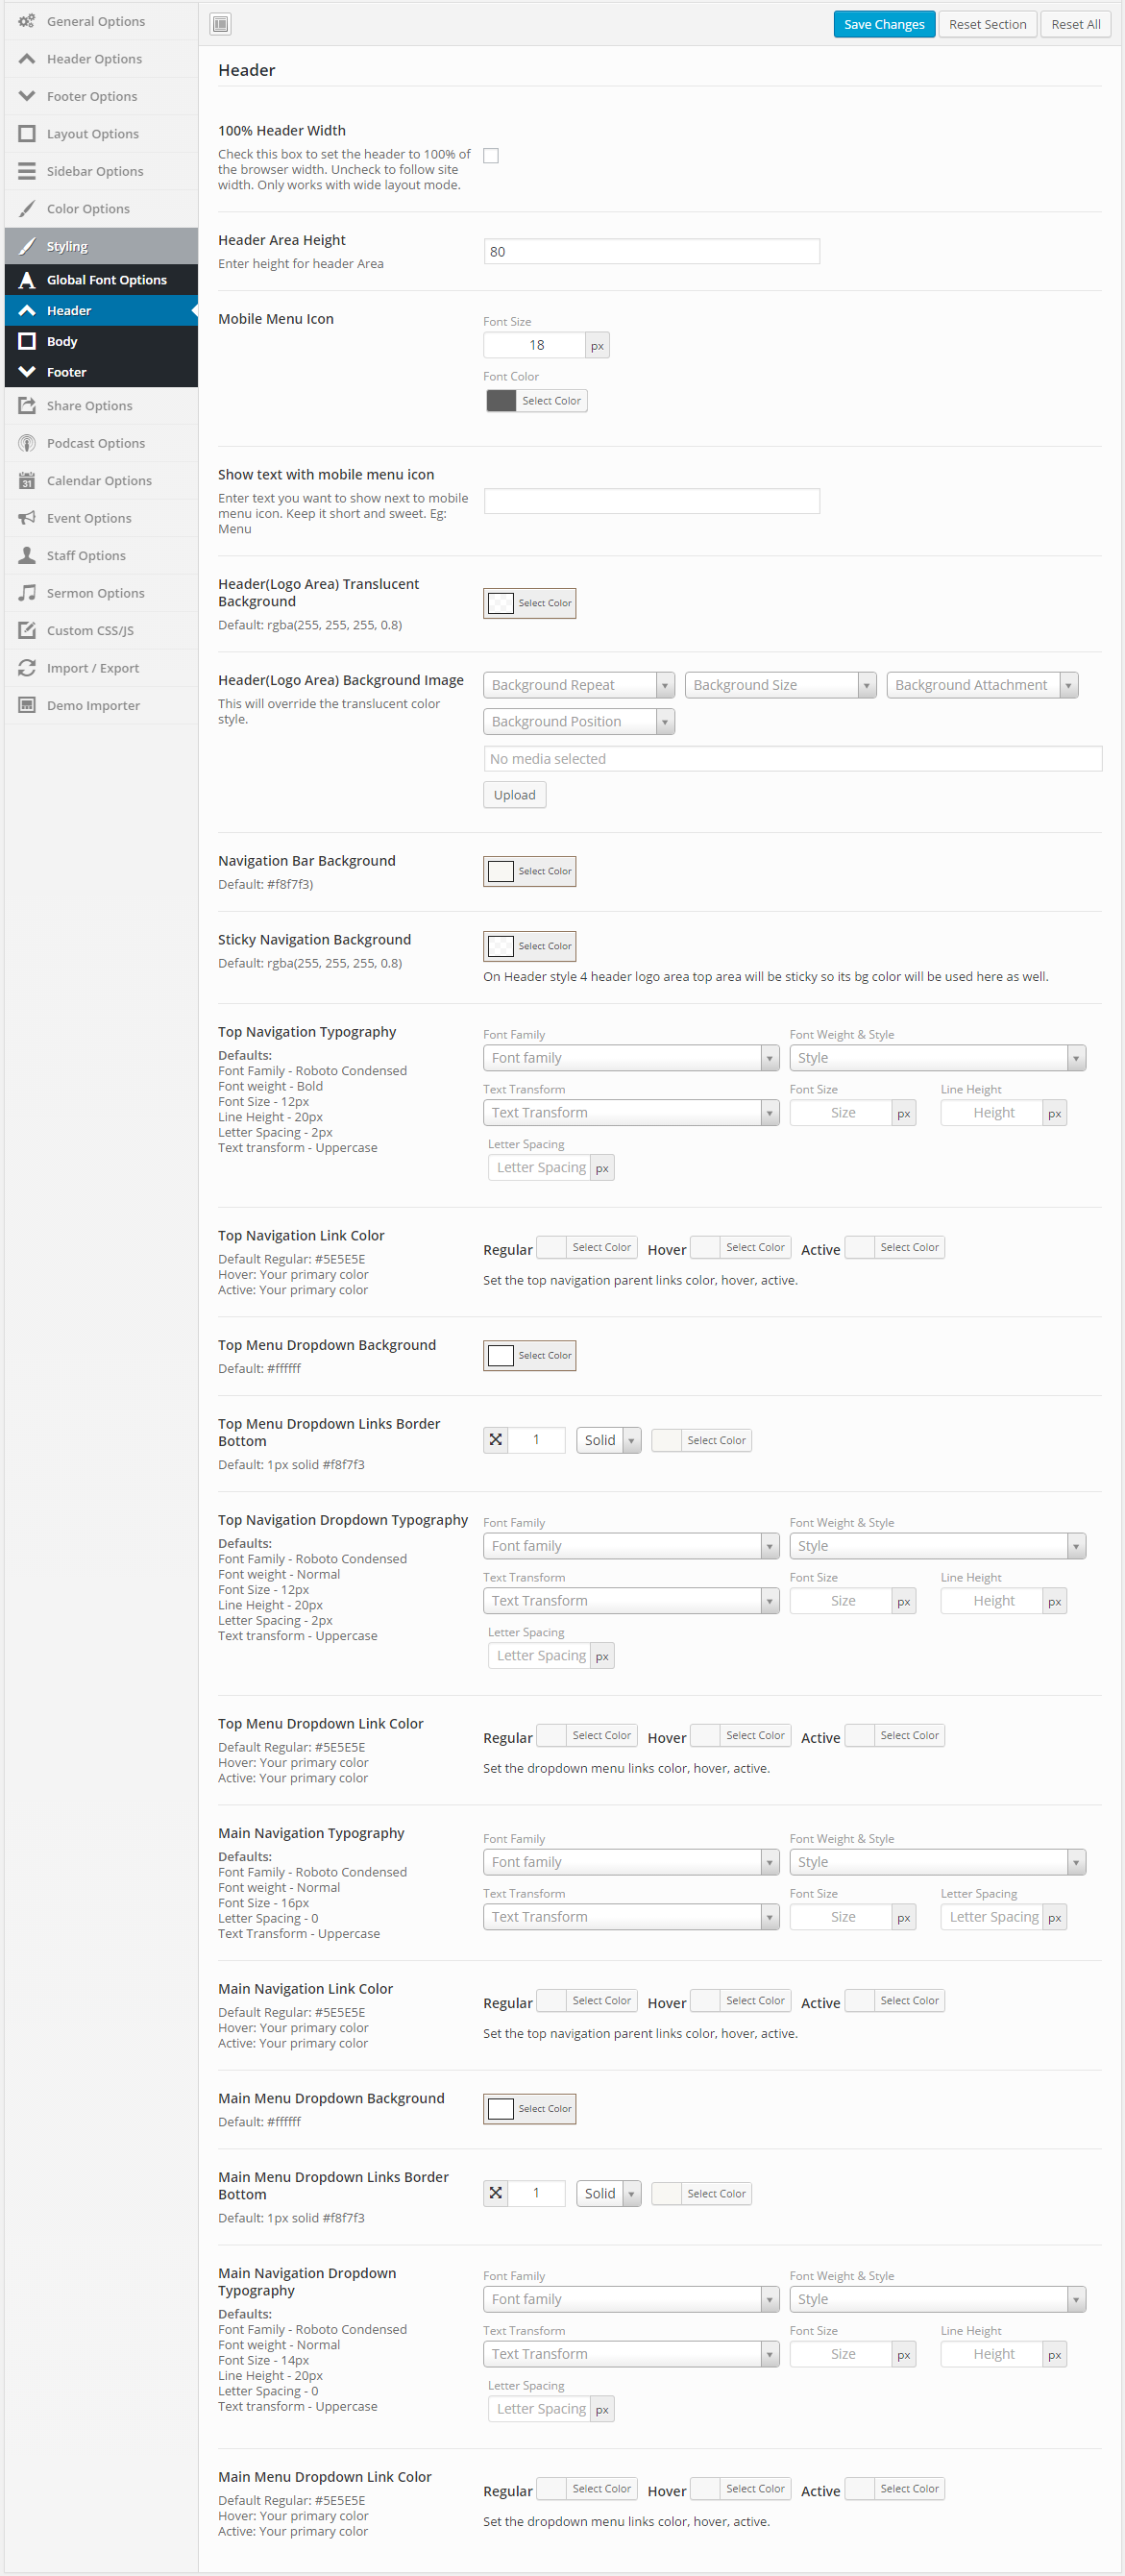 General Options
Header Options
Footer Options
Layout Options
Sidebar Options
Color Options
Styling
Global Font Options
Header
Body
Footer
Share Options
Podcast Options
31
Calendar Options
Event Options
Staff Options
Sermon Options
Custom CSS/JS
Import / Export
Demo Importer
Save Changes
Reset Section
Reset All
Header
100% Header Width
Check this box to set the header to 100% of
the browser width. Uncheck to follow site
width. Only works with wide layout mode.
Header Area Height
Enter height for header Area
80
Mobile Menu Icon
Font Size
18 px
Font Color
Select Color
Show text with mobile menu icon
Enter text you want to show next to mobile
menu icon. Keep it short and sweet. Eg:
Menu
Header(Logo Area) Translucent
Background
Default: rgba(255, 255, 255, 0.8)
Select Color
Header(Logo Area) Background Image
This will override the translucent color
style.
Background Repeat
Background Size
Background Attachment
Background Position
No media selected
Upload
Navigation Bar Background
Default: #f8f7f3)
Select Color
Sticky Navigation Background
Default: rgba(255, 255, 255, 0.8)
Select Color
On Header style 4 header logo area top area will be sticky so its bg color will be used here as well.
Top Navigation Typography
Defaults:
Font Family - Roboto Condensed
Font weight - Bold
Font Size - 12px
Line Height - 20px
Letter Spacing - 2px
Text transform - Uppercase
Font Family
Font family
Font Weight & Style
Style
Text Transform
Text Transform
Font Size
Size px
Line Height
Height px
Letter Spacing
Letter Spacing px
Top Navigation Link Color
Default Regular: #5E5E5E
Hover: Your primary color
Active: Your primary color
Regular Select Color Hover Select Color Active Select Color
Set the top navigation parent links color, hover, active.
Top Menu Dropdown Background
Default: #ffffff
Select Color
Top Menu Dropdown Links Border
Bottom
Default: 1px solid #f8f7f3
1 Solid Select Color
Top Navigation Dropdown Typography
Defaults:
Font Family - Roboto Condensed
Font weight - Normal
Font Size - 12px
Line Height - 20px
Letter Spacing - 2px
Text transform - Uppercase
Font Family
Font family
Font Weight & Style
Style
Text Transform
Text Transform
Font Size
Size px
Line Height
Height px
Letter Spacing
Letter Spacing px
Top Menu Dropdown Link Color
Default Regular: #5E5E5E
Hover: Your primary color
Active: Your primary color
Regular Select Color Hover Select Color Active Select Color
Set the dropdown menu links color, hover, active.
Main Navigation Typography
Defaults:
Font Family - Roboto Condensed
Font weight - Normal
Font Size - 16px
Letter Spacing - 0
Text Transform - Uppercase
Font Family
Font family
Font Weight & Style
Style
Text Transform
Text Transform
Font Size
Size px
Letter Spacing
Letter Spacing px
Main Navigation Link Color
Default Regular: #5E5E5E
Hover: Your primary color
Active: Your primary color
Regular Select Color Hover Select Color Active Select Color
Set the top navigation parent links color, hover, active.
Main Menu Dropdown Background
Default: #ffffff
Select Color
Main Menu Dropdown Links Border
Bottom
Default: 1px solid #f8f7f3
1 Solid Select Color
Main Navigation Dropdown
Typography
Defaults:
Font Family - Roboto Condensed
Font weight - Normal
Font Size - 14px
Line Height - 20px
Letter Spacing - 0
Text transform - Uppercase
Font Family
Font family
Font Weight & Style
Style
Text Transform
Text Transform
Font Size
Size px
Line Height
Height px
Letter Spacing
Letter Spacing px
Main Menu Dropdown Link Color
Default Regular: #5E5E5E
Hover: Your primary color
Active: Your primary color
Regular Select Color Hover Select Color Active Select Color
Set the dropdown menu links color, hover, active.